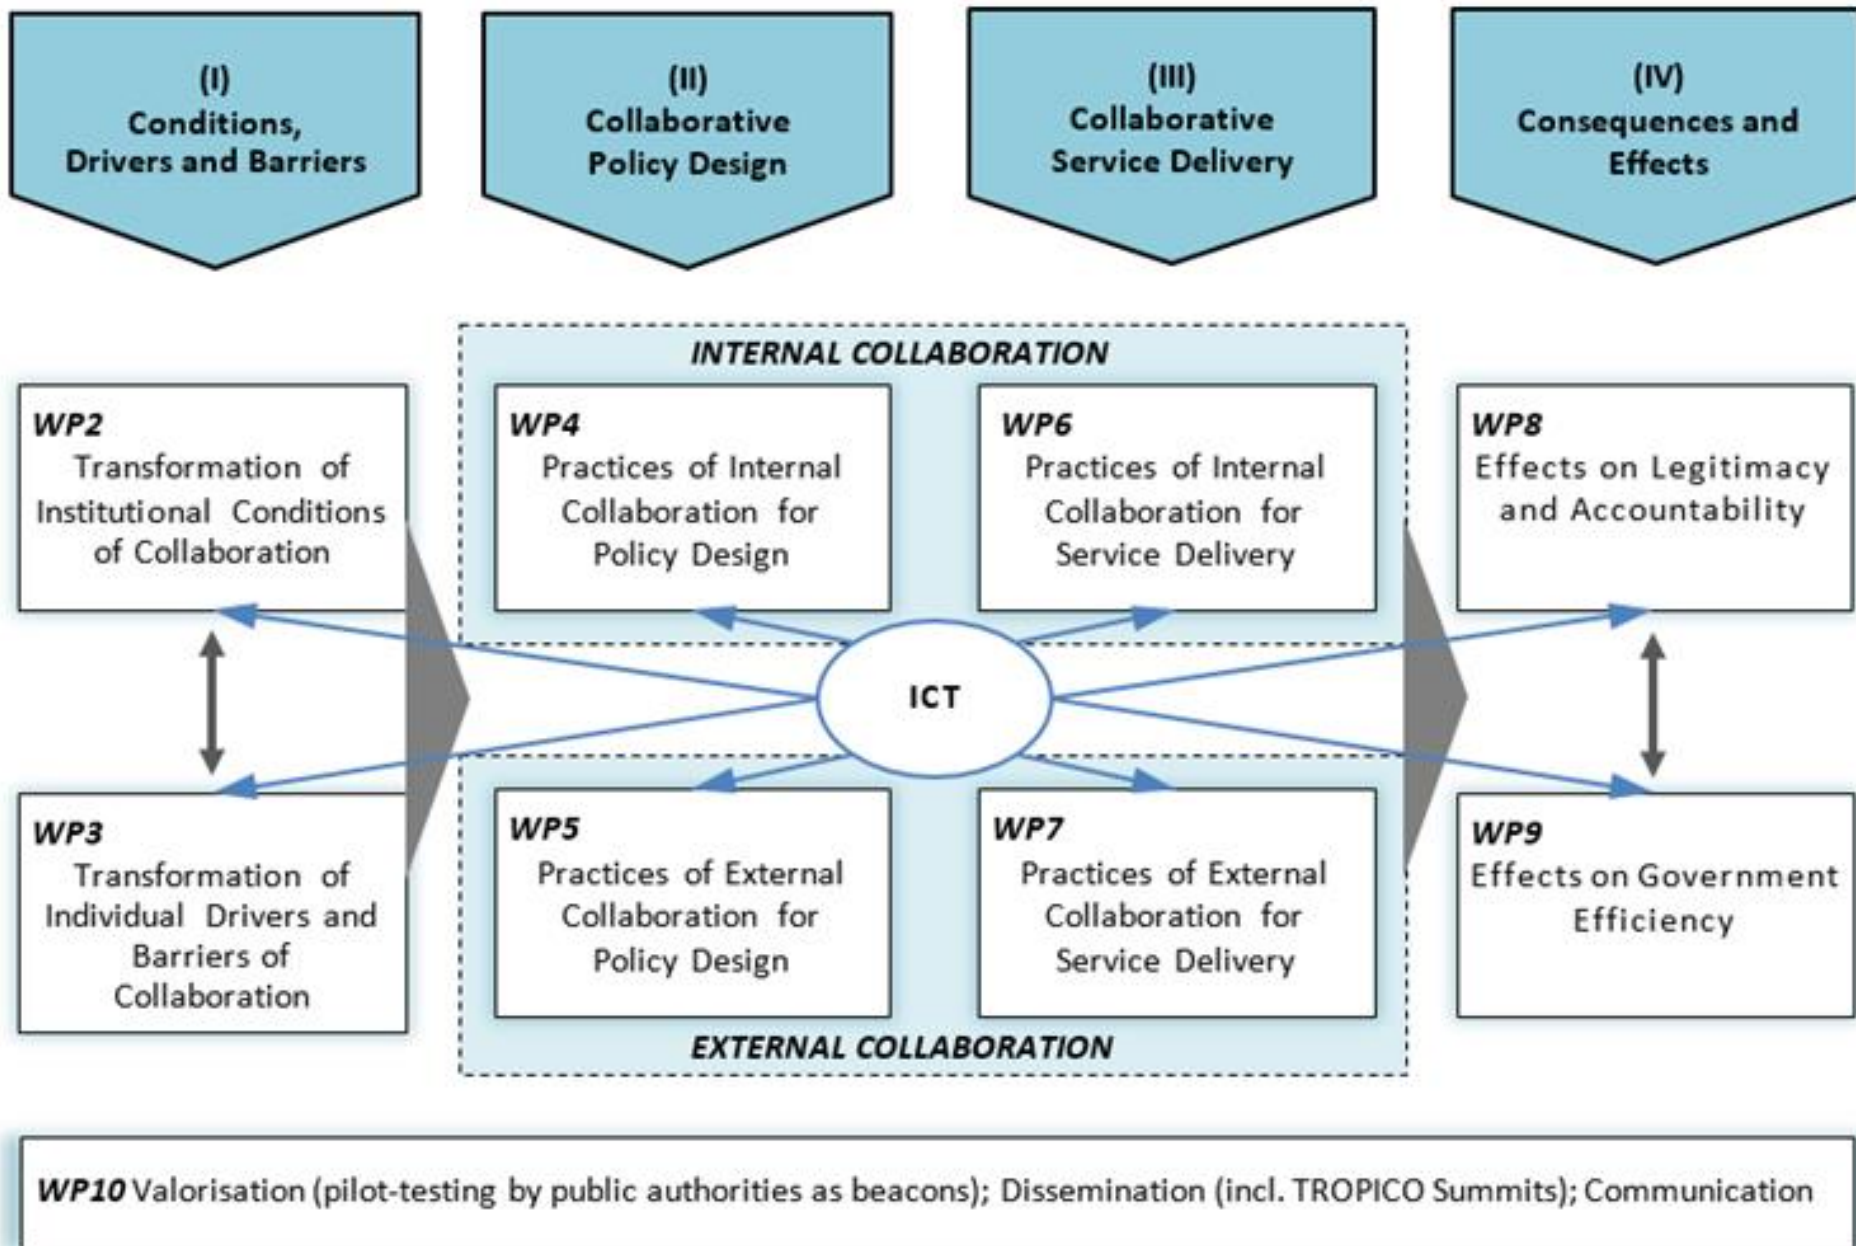 (I)
Conditions,
Drivers and Barriers
(II)
Collaborative
Policy Design
(III)
Collaborative
Service Delivery
(IV)
Consequences and
Effects
INTERNAL COLLABORATION
WP2
Transformation of
Institutional Conditions
of Collaboration
WP4
Practices of Internal
Collaboration for
Policy Design
WP6
Practices of Internal
Collaboration for
Service Delivery
WP8
Effects on Legitimacy
and Accountability
ICT
WP3
Transformation of
Individual Drivers and
Barriers of
Collaboration
WP5
Practices of External
Collaboration for
Policy Design
WP7
Practices of External
Collaboration for
Service Delivery
WP9
Effects on Government
Efficiency
EXTERNAL COLLABORATION
WP10 Valorisation (pilot-testing by public authorities as beacons); Dissemination (incl. TROPICO Summits); Communication